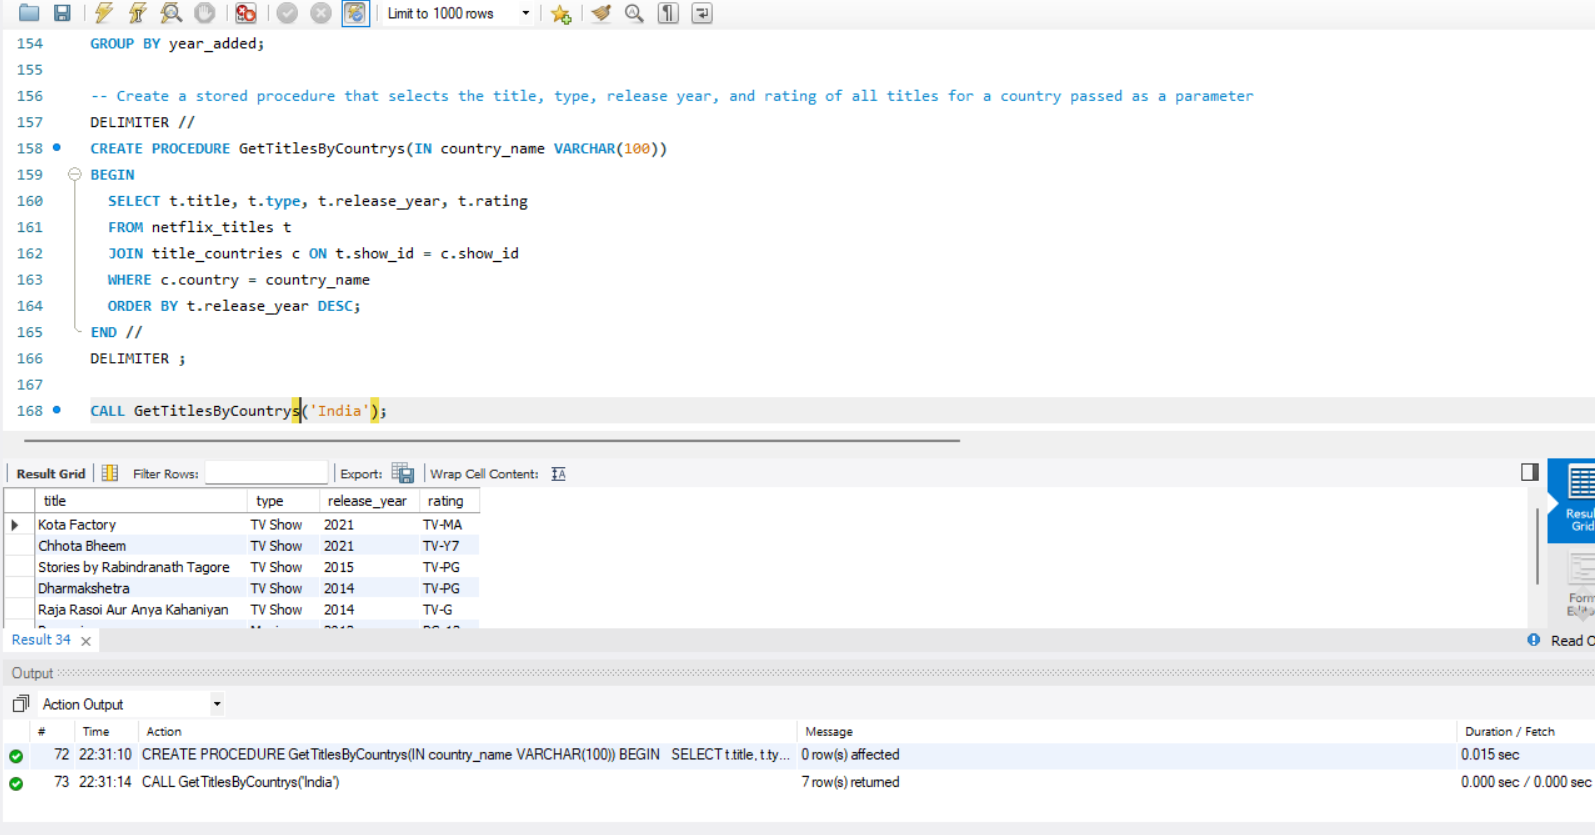 Limit to 1000 rows
154 GROUP BY year_added;
155
156 -- Create a stored procedure that selects the title, type, release year, and rating of all titles for a country passed as a parameter
157 DELIMITER //
158 CREATE PROCEDURE GetTitlesByCountrys(IN country_name VARCHAR(100))
159 BEGIN
160 SELECT t.title, t.type, t.release_year, t.rating
161 FROM netflix_titles t
162 JOIN title_countries c ON t.show_id = c.show_id
163 WHERE c.country = country_name
164 ORDER BY t.release_year DESC;
165 END //
166 DELIMITER ;
167
168 CALL GetTitlesByCountrys('India');
Result Grid Filter Rows: Export: Wrap Cell Content:
title type release_year rating
Kota Factory TV Show 2021 TV-MA
Chhota Bheem TV Show 2021 TV-Y7
Stories by Rabindranath Tagore TV Show 2015 TV-PG
Dharmakshetra TV Show 2014 TV-PG
Raja Rasoi Aur Anya Kahaniyan TV Show 2014 TV-G
Resul
Grid
Form
Result 34
Read O
Output
Action Output
# Time Action Message Duration / Fetch
72 22:31:10 CREATE PROCEDURE GetTitlesByCountrys(IN country_name VARCHAR(100)) BEGIN SELECT t.title, t.ty... 0 row(s) affected 0.015 sec
73 22:31:14 CALL GetTitlesByCountrys('India') 7 row(s) returned 0.000 sec / 0.000 sec